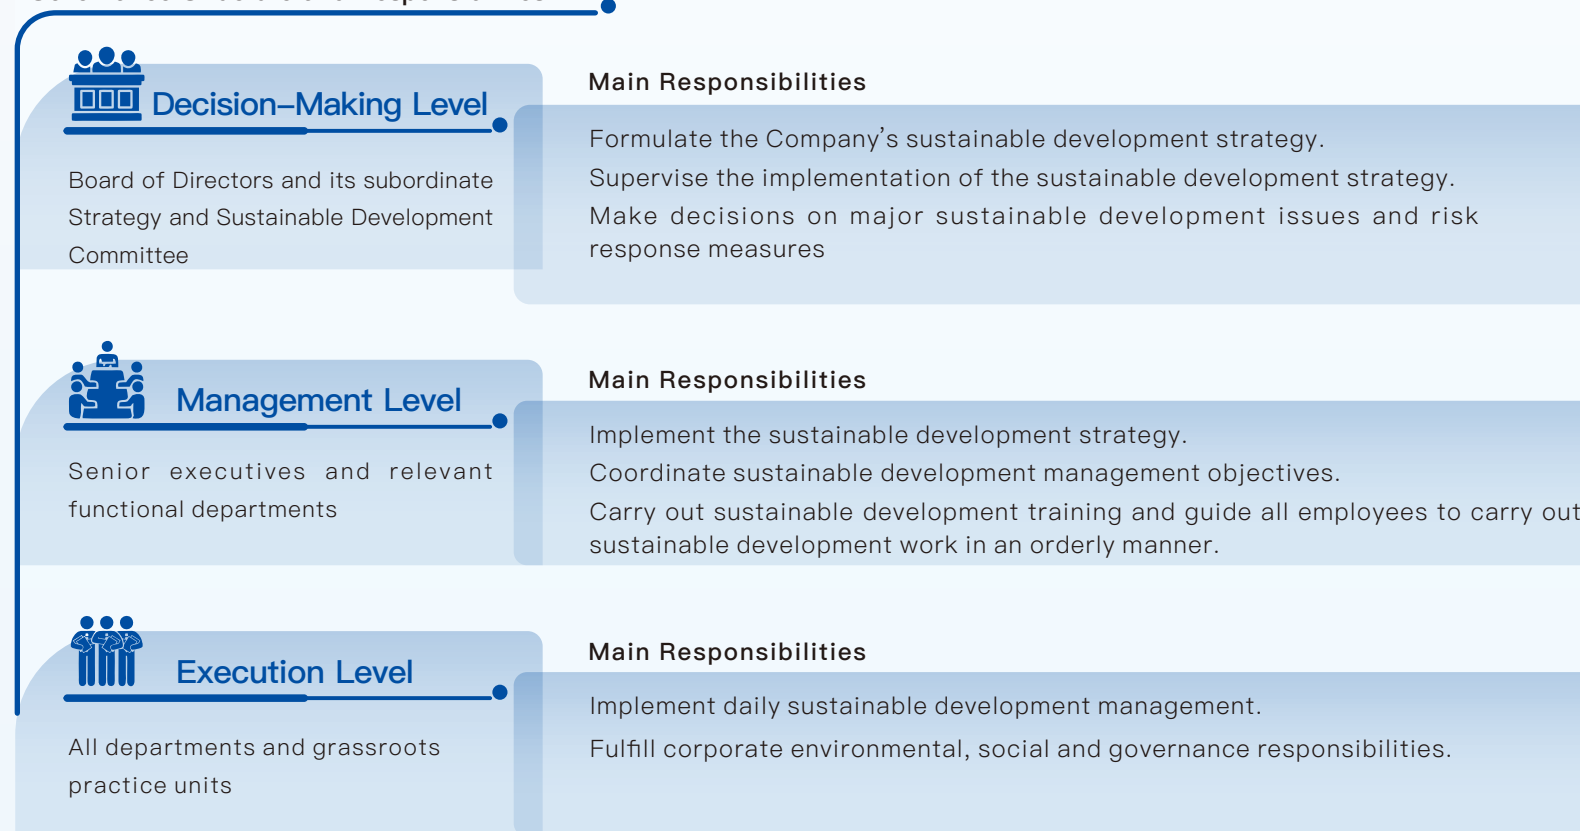 Decision–Making Level
Board of Directors and its subordinate
Strategy and Sustainable Development
Committee
Main Responsibilities
Formulate the Company’s sustainable development strategy.
Supervise the implementation of the sustainable development strategy.
Make decisions on major sustainable development issues and risk
response measures
Management Level
Senior executives and relevant
functional departments
Main Responsibilities
Implement the sustainable development strategy.
Coordinate sustainable development management objectives.
Carry out sustainable development training and guide all employees to carry out
sustainable development work in an orderly manner.
Execution Level
All departments and grassroots
practice units
Main Responsibilities
Implement daily sustainable development management.
Fulfill corporate environmental, social and governance responsibilities.